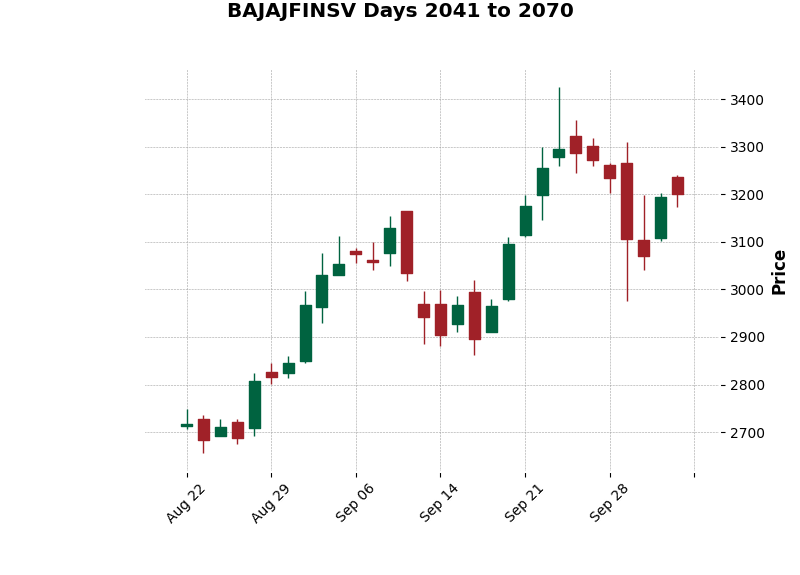 BAJAJFINSV Days 2041 to 2070
3400
3300
3200
3100
3000
2900
2800
2700
Price
Aug 22
Aug 29
Sep 06
Sep 14
Sep 21
Sep 28